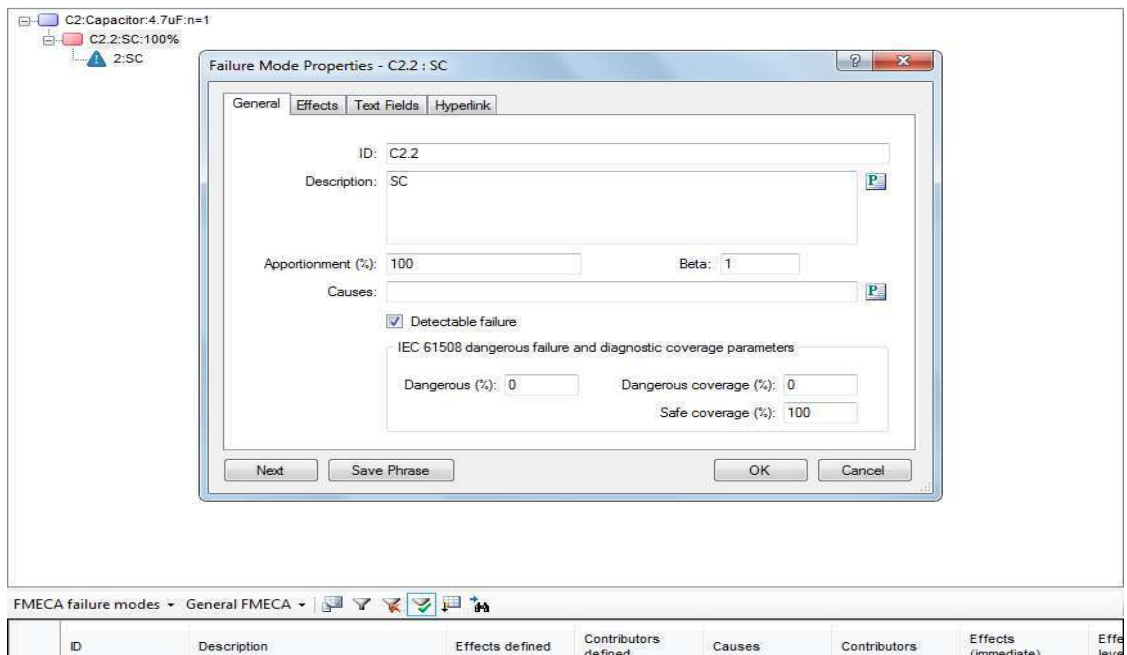 C2:Capacitor:4.7uF:n=1
C2.2:SC:100%
2:SC
Failure Mode Properties - C2.2 : SC
General Effects Text Fields Hyperlink
ID: C2.2
Description: SC
Apportionment (%): 100 Beta: 1
Causes:
Detectable failure
IEC 61508 dangerous failure and diagnostic coverage parameters
Dangerous (%): 0 Dangerous coverage (%): 0
Safe coverage (%): 100
Next Save Phrase OK Cancel
FMECA failure modes General FMECA
ID Description Effects defined Contributors defined Causes Contributors Effects (immediate)